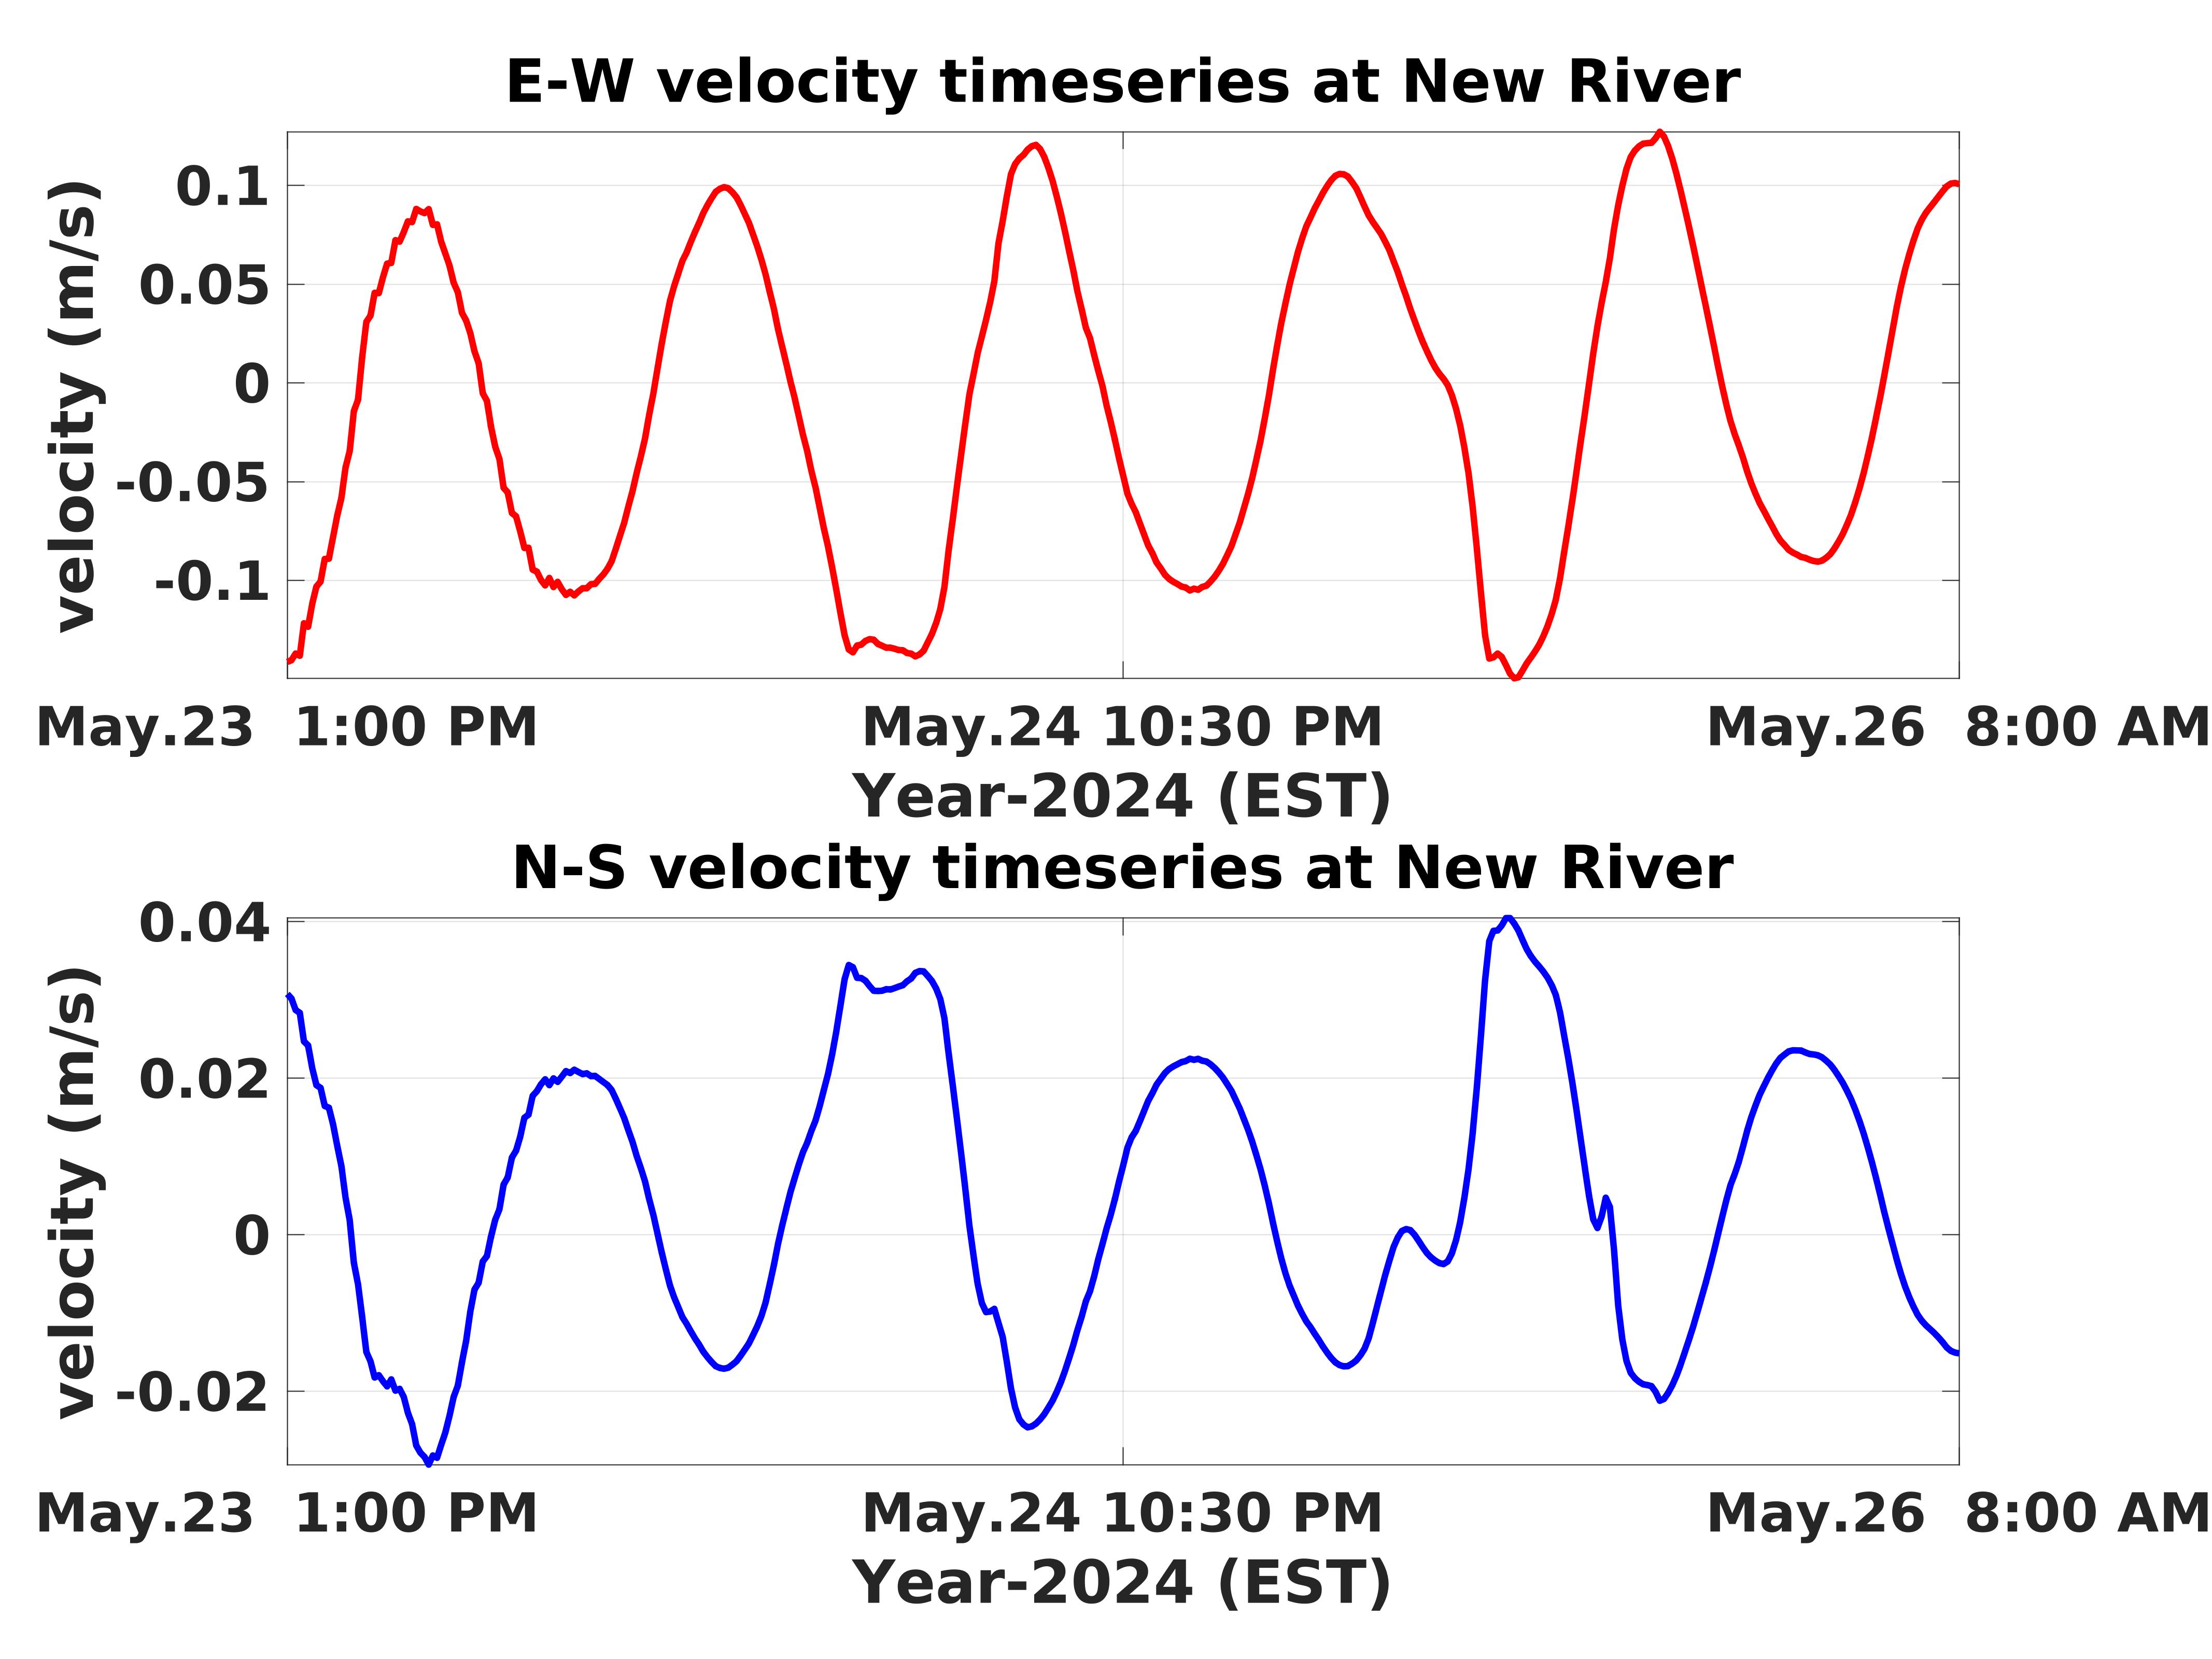 E-W velocity timeseries at New River
velocity (m/s)
0.1
0.05
0
-0.05
-0.1
May.23 1:00 PM May.24 10:30 PM May.26 8:00 AM
Year-2024 (EST)
N-S velocity timeseries at New River
velocity (m/s)
0.04
0.02
0
-0.02
May.23 1:00 PM May.24 10:30 PM May.26 8:00 AM
Year-2024 (EST)